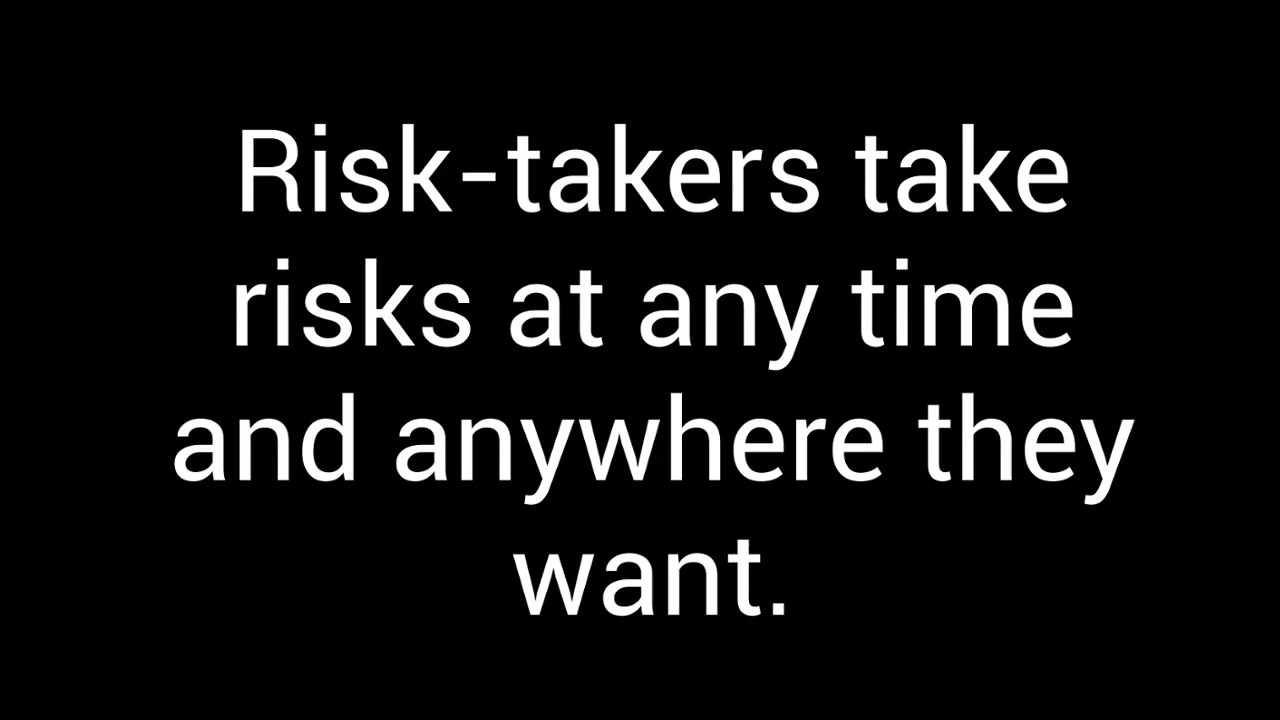 Risk-takers take
risks at any time
and anywhere they
want.